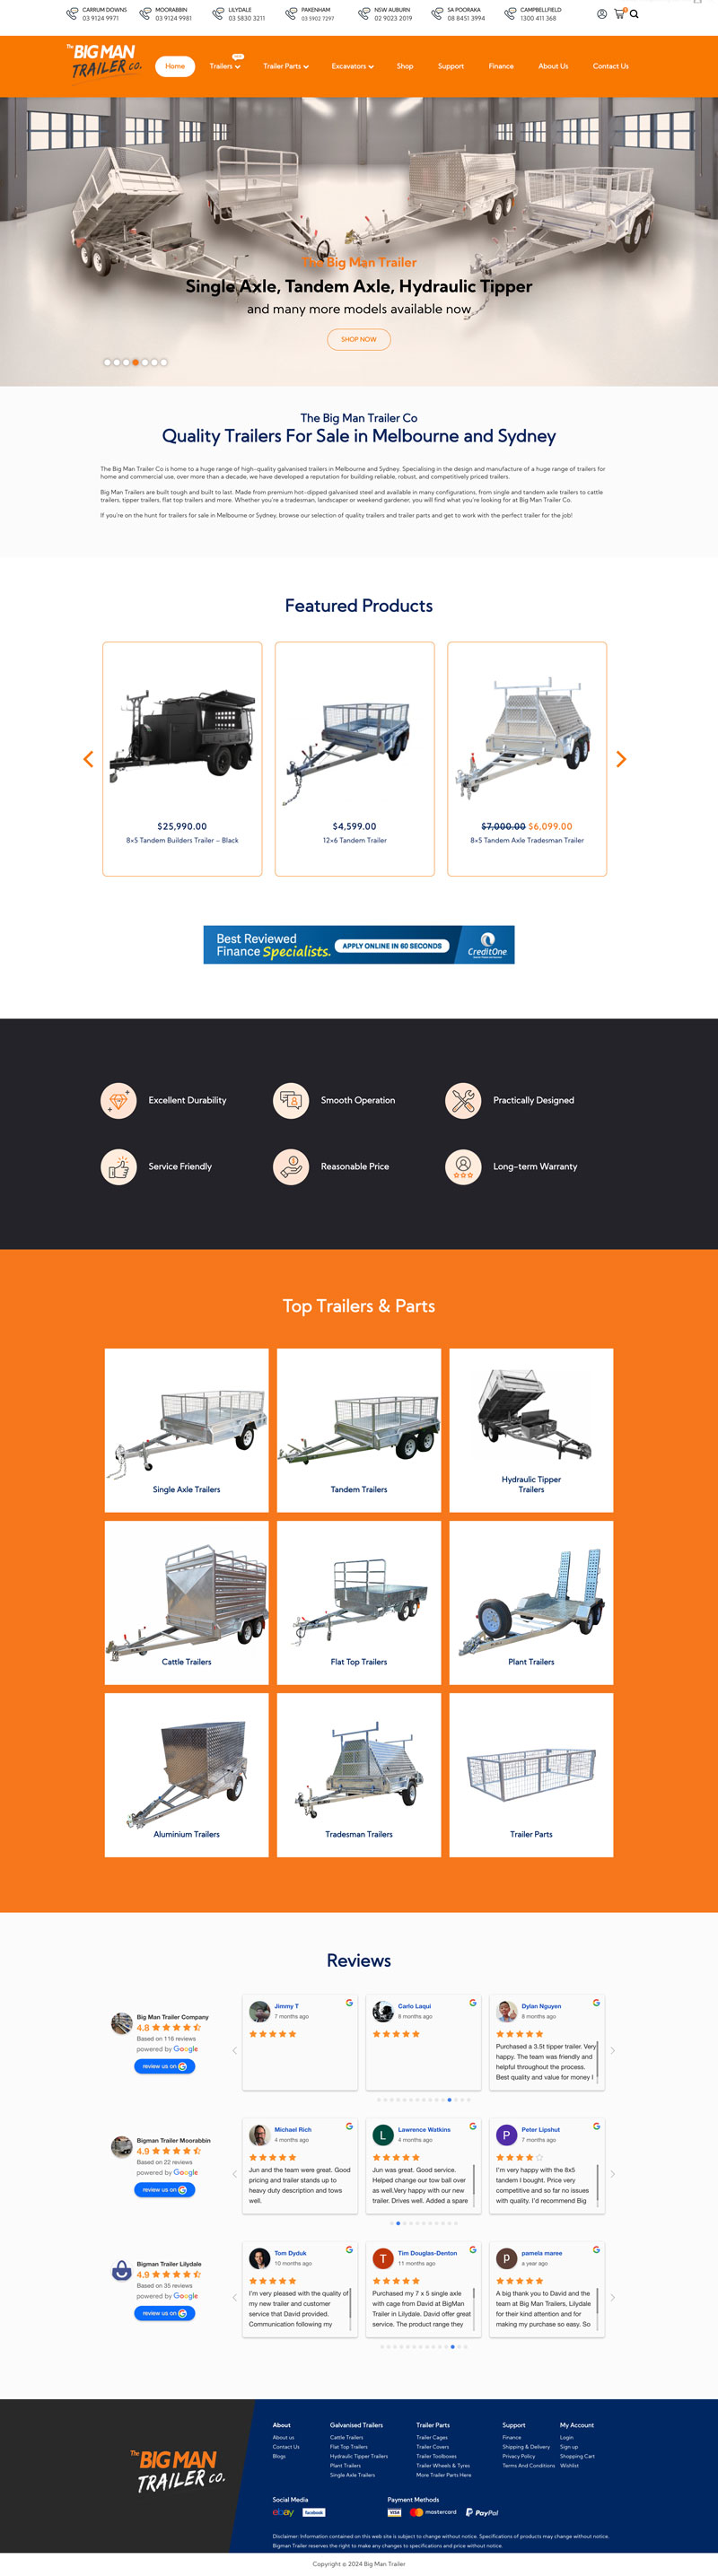 CARRUM DOWNS
03 9124 9971
MOORABBIN
03 9124 9981
LILYDALE
03 5830 3211
PAKENHAM
03 5902 7297
NSW AUBURN
02 9023 2019
SA POORAKA
08 8451 3994
CAMPBELLFIELD
1300 411 368
The BIG MAN
TRAILER CO.
Home
Trailers
Trailer Parts
Excavators
Shop
Support
Finance
About Us
Contact Us
The Big Man Trailer
Single Axle, Tandem Axle, Hydraulic Tipper
and many more models available now
SHOP NOW
The Big Man Trailer Co
Quality Trailers For Sale in Melbourne and Sydney
The Big Man Trailer Co is home to a huge range of high-quality galvanised trailers in Melbourne and Sydney. Specialising in the design and manufacture of a huge range of trailers for
home and commercial use, over more than a decade, we have developed a reputation for building reliable, robust, and competitively priced trailers.
Big Man Trailers are built tough and built to last. Made from premium hot-dipped galvanised steel and available in many configurations, from single and tandem axle trailers to cattle
trailers, tipper trailers, flat top trailers and more. Whether you're a tradesman, landscaper or weekend gardener, you will find what you're looking for at Big Man Trailer Co.
If you're on the hunt for trailers for sale in Melbourne or Sydney, browse our selection of quality trailers and trailer parts and get to work with the perfect trailer for the job!
Featured Products
$25,990.00
8×5 Tandem Builders Trailer – Black
$4,599.00
12×6 Tandem Trailer
$7,000.00 $6,099.00
8×5 Tandem Axle Tradesman Trailer
Best Reviewed
Finance Specialists.
APPLY ONLINE IN 60 SECONDS
CreditOne
Excellent Durability
Smooth Operation
Practically Designed
Service Friendly
Reasonable Price
Long-term Warranty
Top Trailers & Parts
Single Axle Trailers
Tandem Trailers
Hydraulic Tipper
Trailers
Cattle Trailers
Flat Top Trailers
Plant Trailers
Aluminium Trailers
Tradesman Trailers
Trailer Parts
Reviews
Big Man Trailer Company
4.8
Based on 116 reviews
powered by Google
review us on
Jimmy T
7 months ago
Carlo Laqui
8 months ago
Dylan Nguyen
8 months ago
Purchased a 3.5t tipper trailer. Very
happy. The team was friendly and
helpful throughout the process.
Best quality and value for money I
Bigman Trailer Moorabbin
4.9
Based on 22 reviews
powered by Google
review us on
Michael Rich
4 months ago
Jun and the team were great. Good
pricing and trailer stands up to
heavy duty description and tows
well.
L
Lawrence Watkins
4 months ago
Jun was great. Good service.
Helped change our tow ball over
as well.Very happy with our new
trailer. Drives well. Added a spare
P
Peter Lipshut
7 months ago
I'm very happy with the 8x5
tandem I bought. Price very
competitive and so far no issues
with quality. I'd recommend Big
Bigman Trailer Lilydale
4.9
Based on 35 reviews
powered by Google
review us on
Tom Dyduk
10 months ago
I'm very pleased with the quality of
my new trailer and customer
service that David provided.
Communication following my
T
Tim Douglas-Denton
11 months ago
Purchased my 7 x 5 single axle
with cage from David at BigMan
Trailer in Lilydale. David offer great
service. The product range they
p
pamela maree
a year ago
A big thank you to David and the
team at Big Man Trailers, Lilydale
for their kind attention and for
making my purchase so easy. So
The BIG MAN
TRAILER CO.
About
About us
Contact Us
Blogs
Galvanised Trailers
Cattle Trailers
Flat Top Trailers
Hydraulic Tipper Trailers
Plant Trailers
Single Axle Trailers
Trailer Parts
Trailer Cages
Trailer Covers
Trailer Toolboxes
Trailer Wheels & Tyres
More Trailer Parts Here
Support
Finance
Shipping & Delivery
Privacy Policy
Terms And Conditions
My Account
Login
Sign up
Shopping Cart
Wishlist
Social Media
ebay
facebook
Payment Methods
VISA
mastercard
PayPal
Disclaimer: Information contained on this web site is subject to change without notice. Specifications of products may change without notice.
Bigman Trailer reserves the right to make any changes to specifications and price without notice.
Copyright © 2024 Big Man Trailer